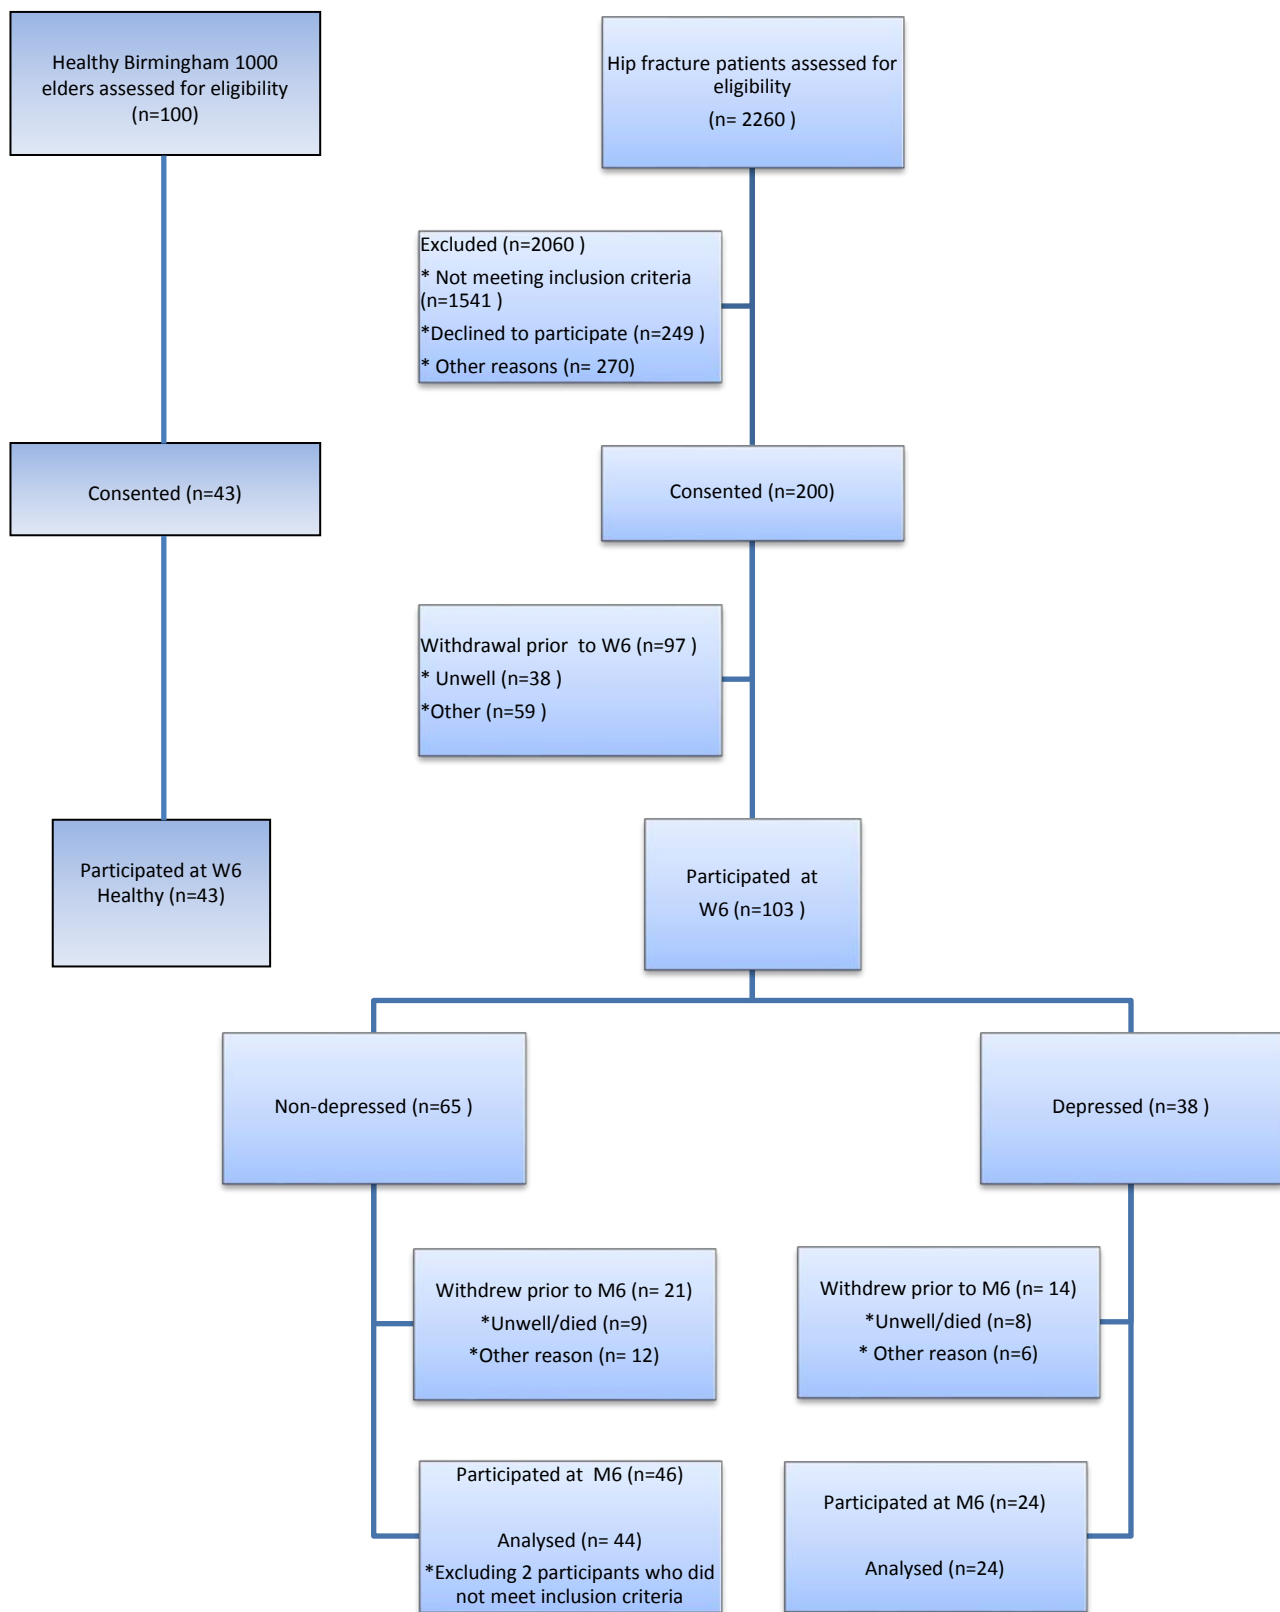 Healthy Birmingham 1000
elders assessed for eligibility
(n=100)
Hip fracture patients assessed for
eligibility
(n= 2260 )
Excluded (n=2060 )
* Not meeting inclusion criteria
(n=1541 )
*Declined to participate (n=249 )
* Other reasons (n= 270)
Consented (n=43)
Consented (n=200)
Withdrawal prior  to W6 (n=97 )
* Unwell (n=38 )
*Other (n=59 )
Participated at W6
Healthy (n=43)
Participated  at
W6 (n=103 )
Non-depressed (n=65 )
Depressed (n=38 )
Withdrew prior to M6 (n= 21)
*Unwell/died (n=9)
*Other reason (n= 12)
Withdrew prior to M6 (n= 14)
*Unwell/died (n=8)
* Other reason (n=6)
Participated at  M6 (n=46)
Analysed (n= 44)
*Excluding 2 participants who did
not meet inclusion criteria
Participated at M6 (n=24)
Analysed (n=24)